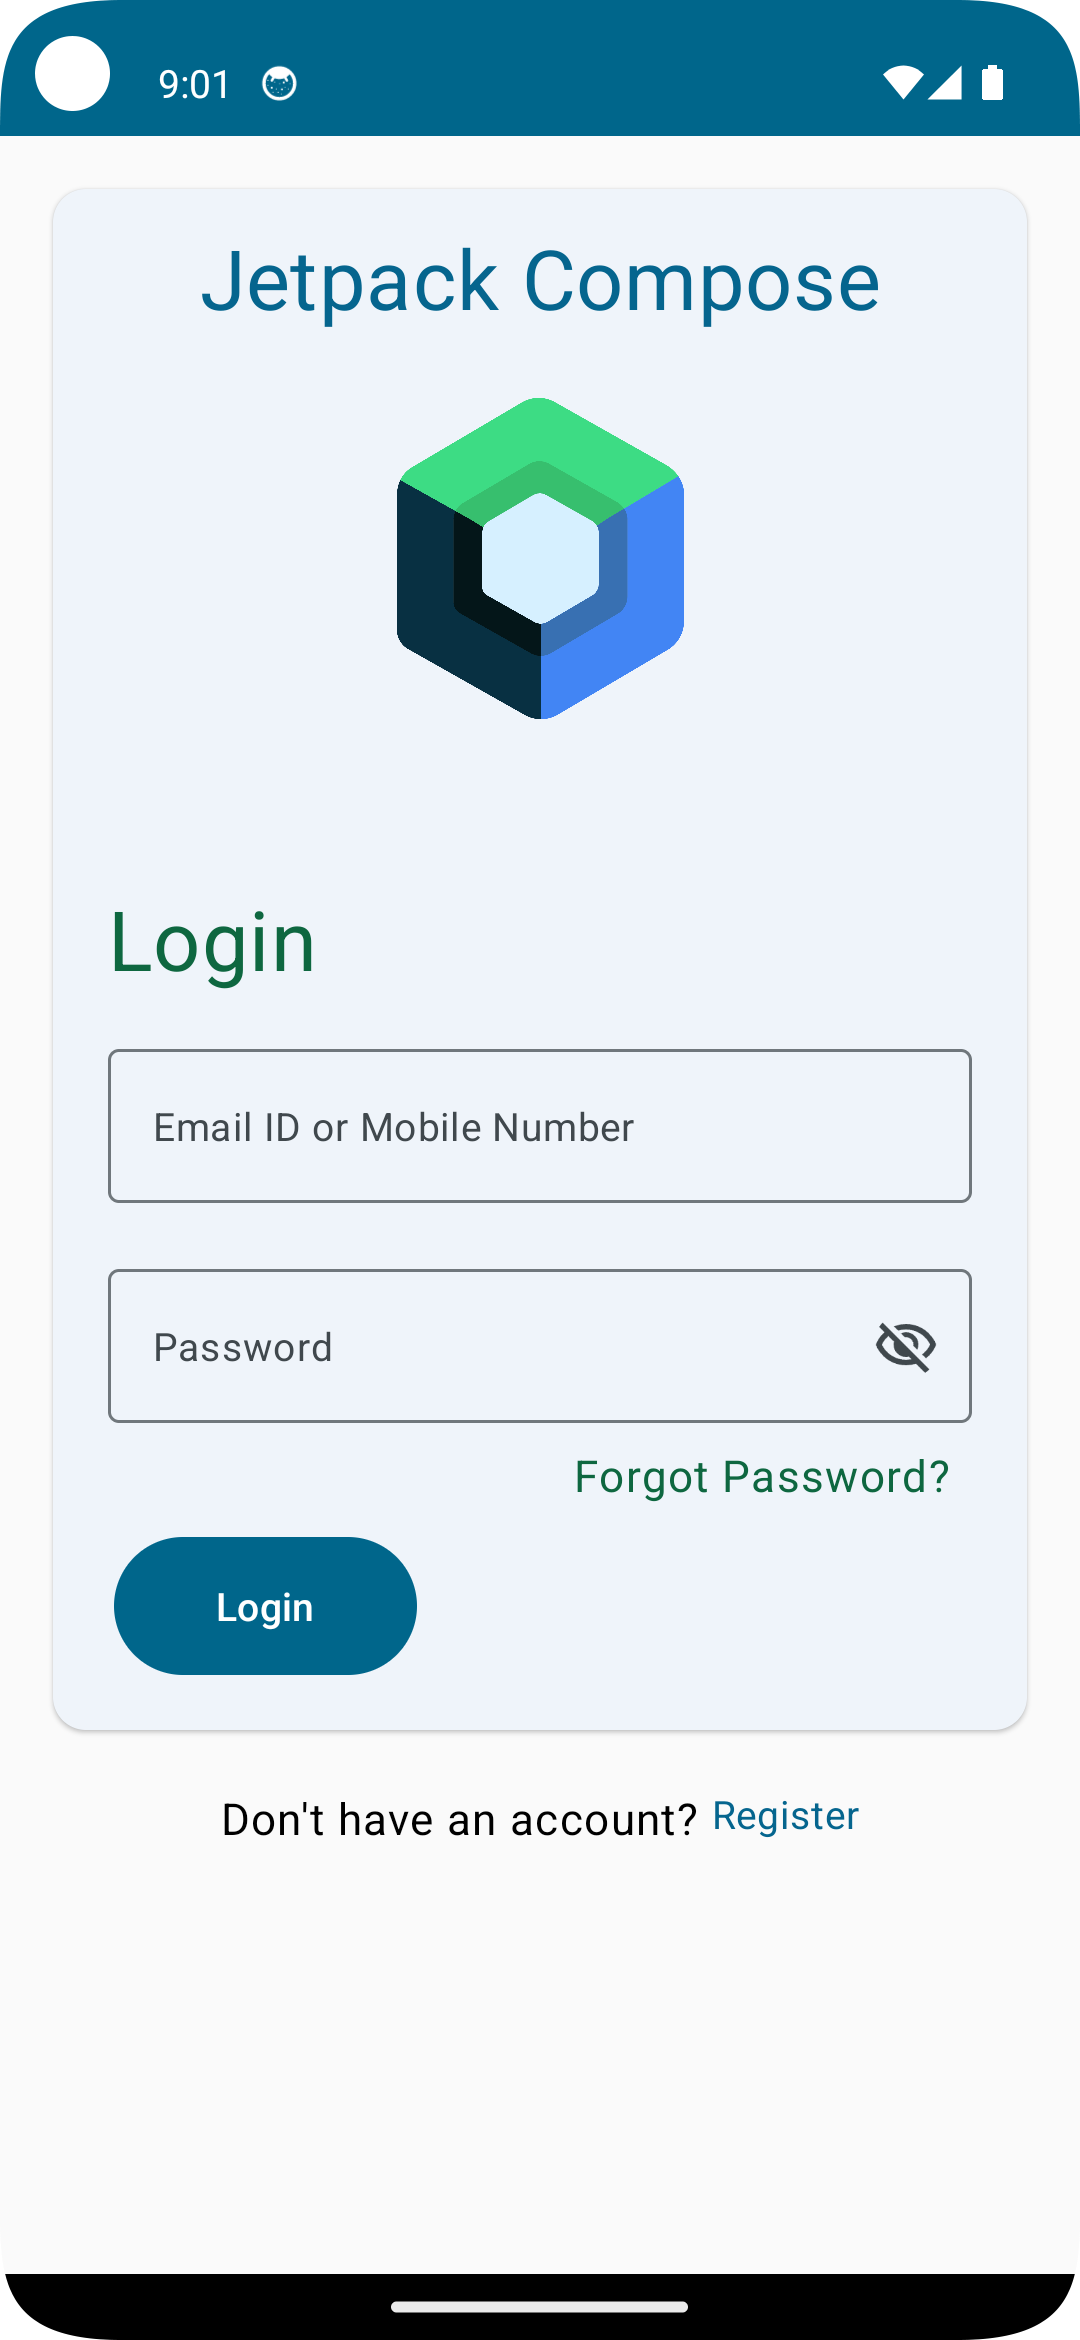 9:01
Jetpack Compose
Login
Email ID or Mobile Number
Password
Forgot Password?
Login
Don't have an account? Register